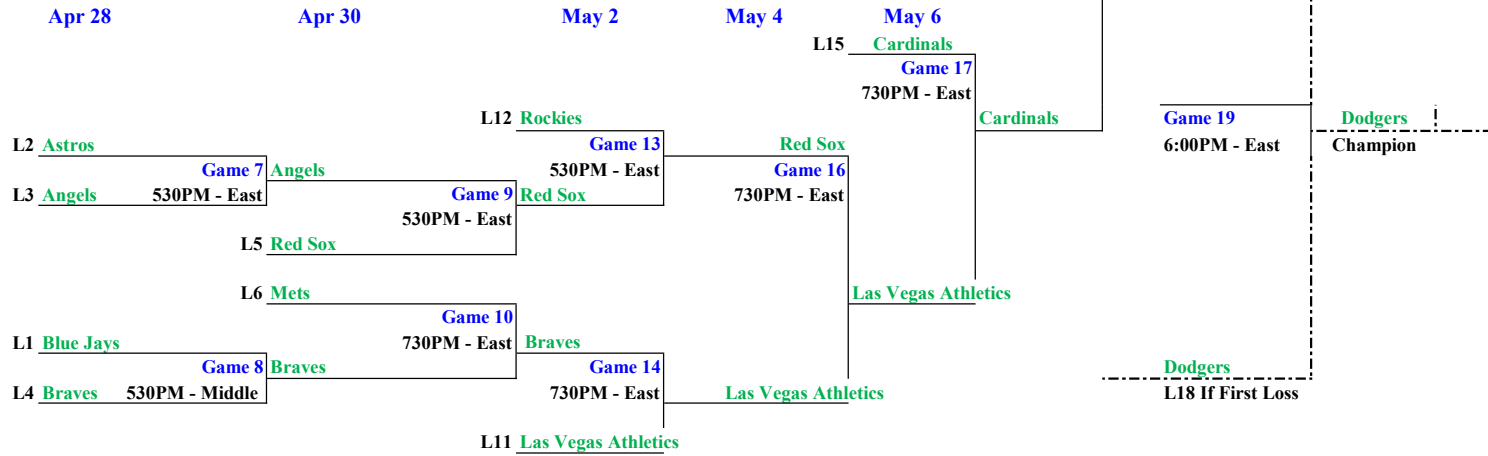 Apr 28 Apr 30 May 2 May 4 May 6
L15 Cardinals
Game 17
730PM - East
L12 Rockies
Cardinals
Game 19
Dodgers
L2 Astros
Game 13
Red Sox
6:00PM - East
Champion
Game 7
Angels
530PM - East
Game 16
L3 Angels
530PM - East
Game 9
Red Sox
730PM - East
530PM - East
L5 Red Sox
L6 Mets
Las Vegas Athletics
Game 10
L1 Blue Jays
730PM - East
Braves
Game 8
Braves
Game 14
Dodgers
L4 Braves
530PM - Middle
730PM - East
Las Vegas Athletics
L18 If First Loss
L11 Las Vegas Athletics